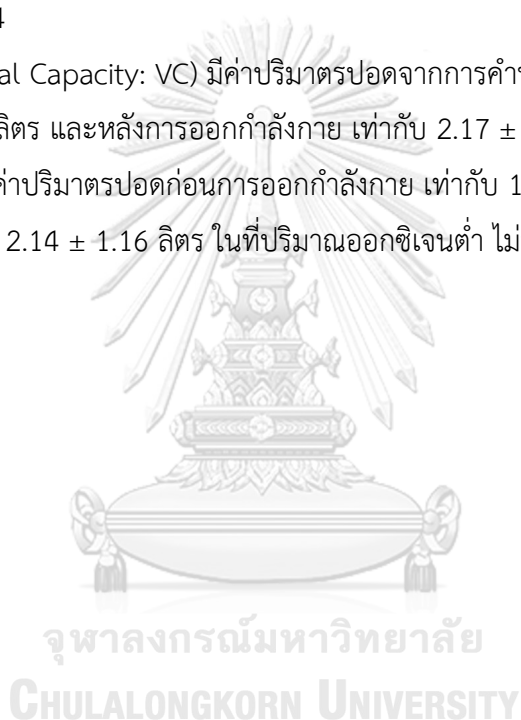 4
al Capacity: VC) มีค่าปริมาตรปอดจากการคำ
ลิตร และหลังการออกกำลังกาย เท่ากับ 2.17 ±
ค่าปริมาตรปอดก่อนการออกกำลังกาย เท่ากับ 1
2.14 ± 1.16 ลิตร ในที่ปริมาณออกซิเจนต่ำ ไม่
จุฬาลงกรณ์มหาวิทยาลัย
CHULALONGKORN UNIVERSITY